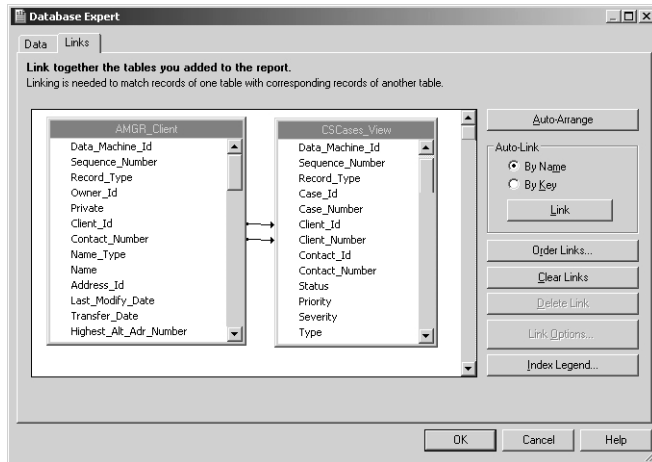 Database Expert
Data
Links
Link together the tables you added to the report.
Linking is needed to match records of one table with corresponding records of another table.
AMGR_Client
Data_Machine_Id
Sequence_Number
Record_Type
Owner_Id
Private
Client_Id
Contact_Number
Name_Type
Name
Address_Id
Last_Modify_Date
Transfer_Date
Highest_Alt_Adr_Number
CSCases_View
Data_Machine_Id
Sequence_Number
Record_Type
Case_Id
Case_Number
Client_Id
Client_Number
Contact_Id
Contact_Number
Status
Priority
Severity
Type
Auto-Arrange
Auto-Link
By Name
By Key
Link
Order Links...
Clear Links
Delete Link
Link Options...
Index Legend...
OK
Cancel
Help